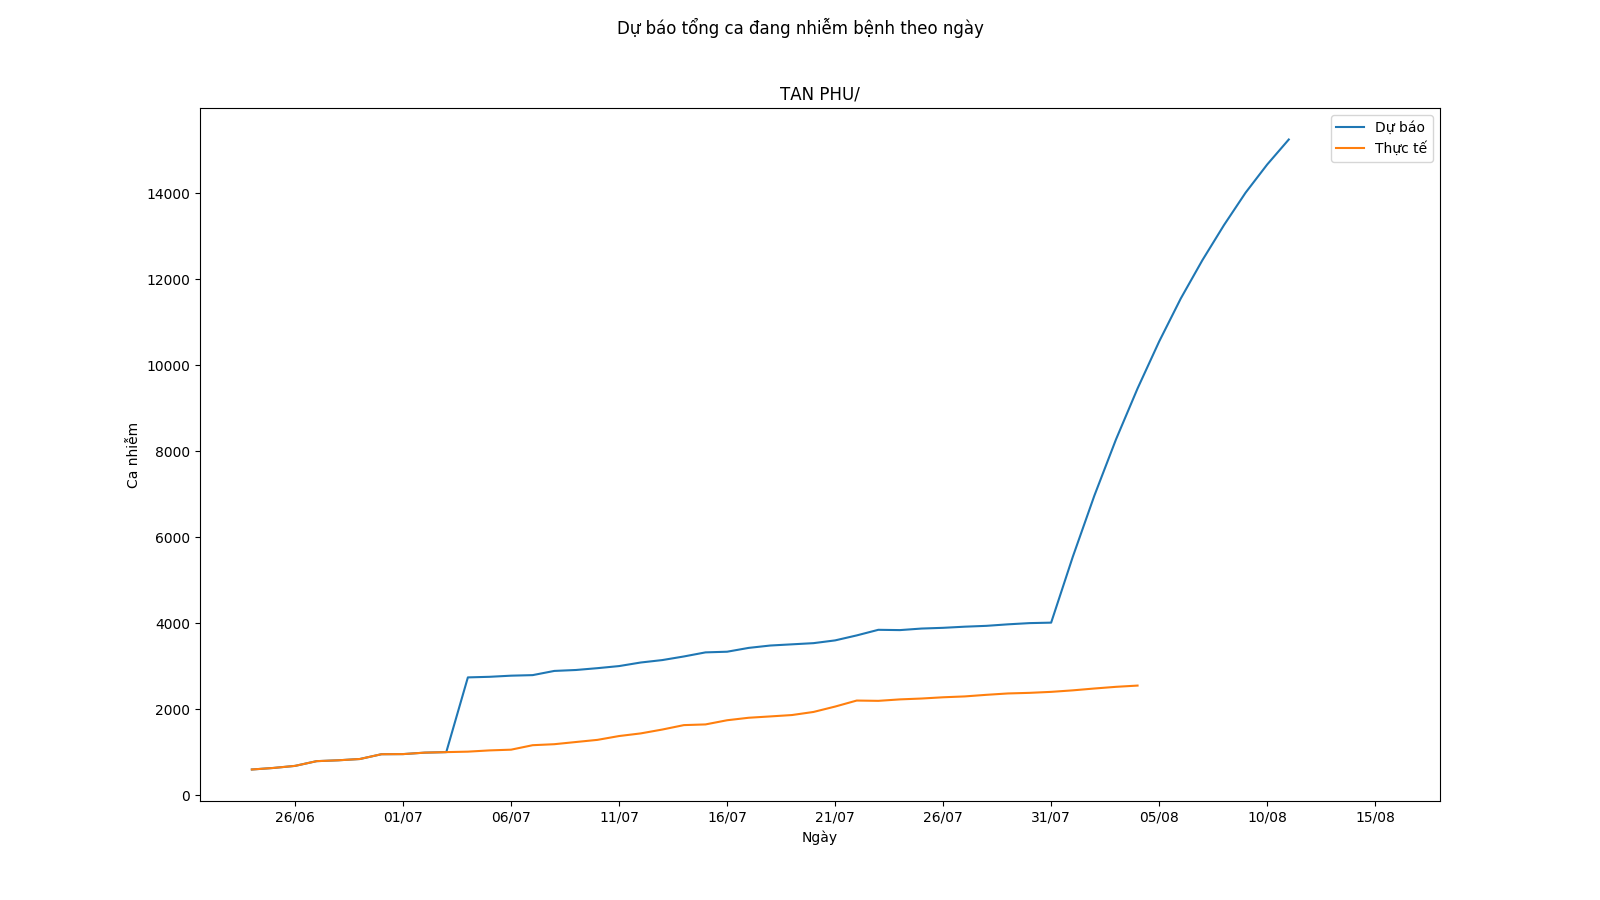 Dự báo tổng ca đang nhiễm bệnh theo ngày
TAN PHU/
Dự báo
Thực tế
14000
12000
10000
8000
6000
4000
2000
0
Ca nhiễm
26/06 01/07 06/07 11/07 16/07 21/07 26/07 31/07 05/08 10/08 15/08
Ngày